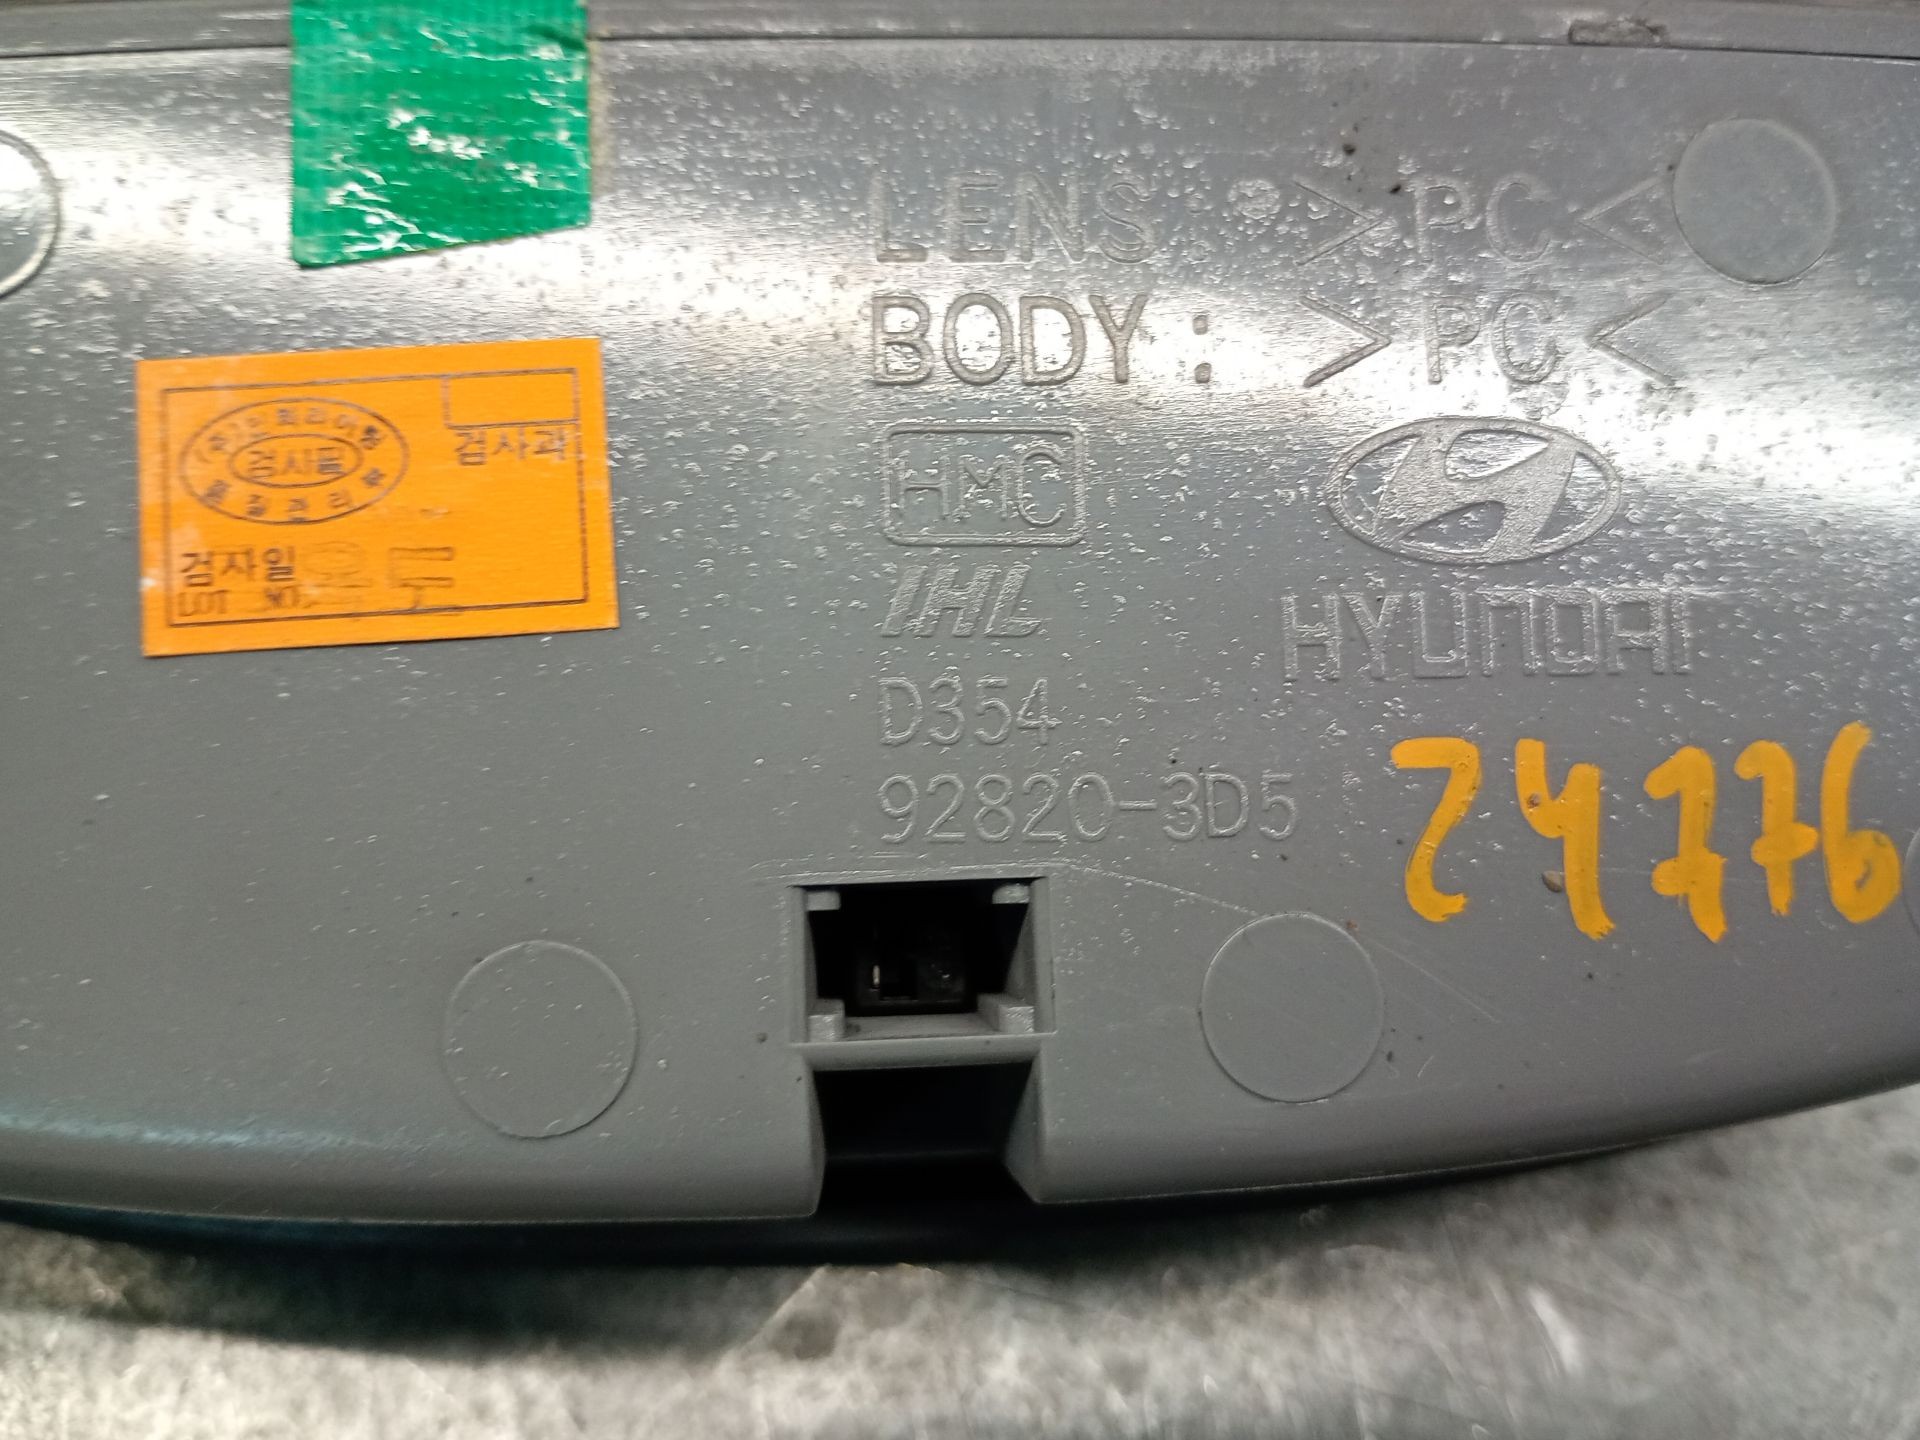 LENS : > PC <
BODY : > PC <
HMC
IHL
HYUNDAI
D354
92820-3D5
24776
검사과
검사일
LOT NO.